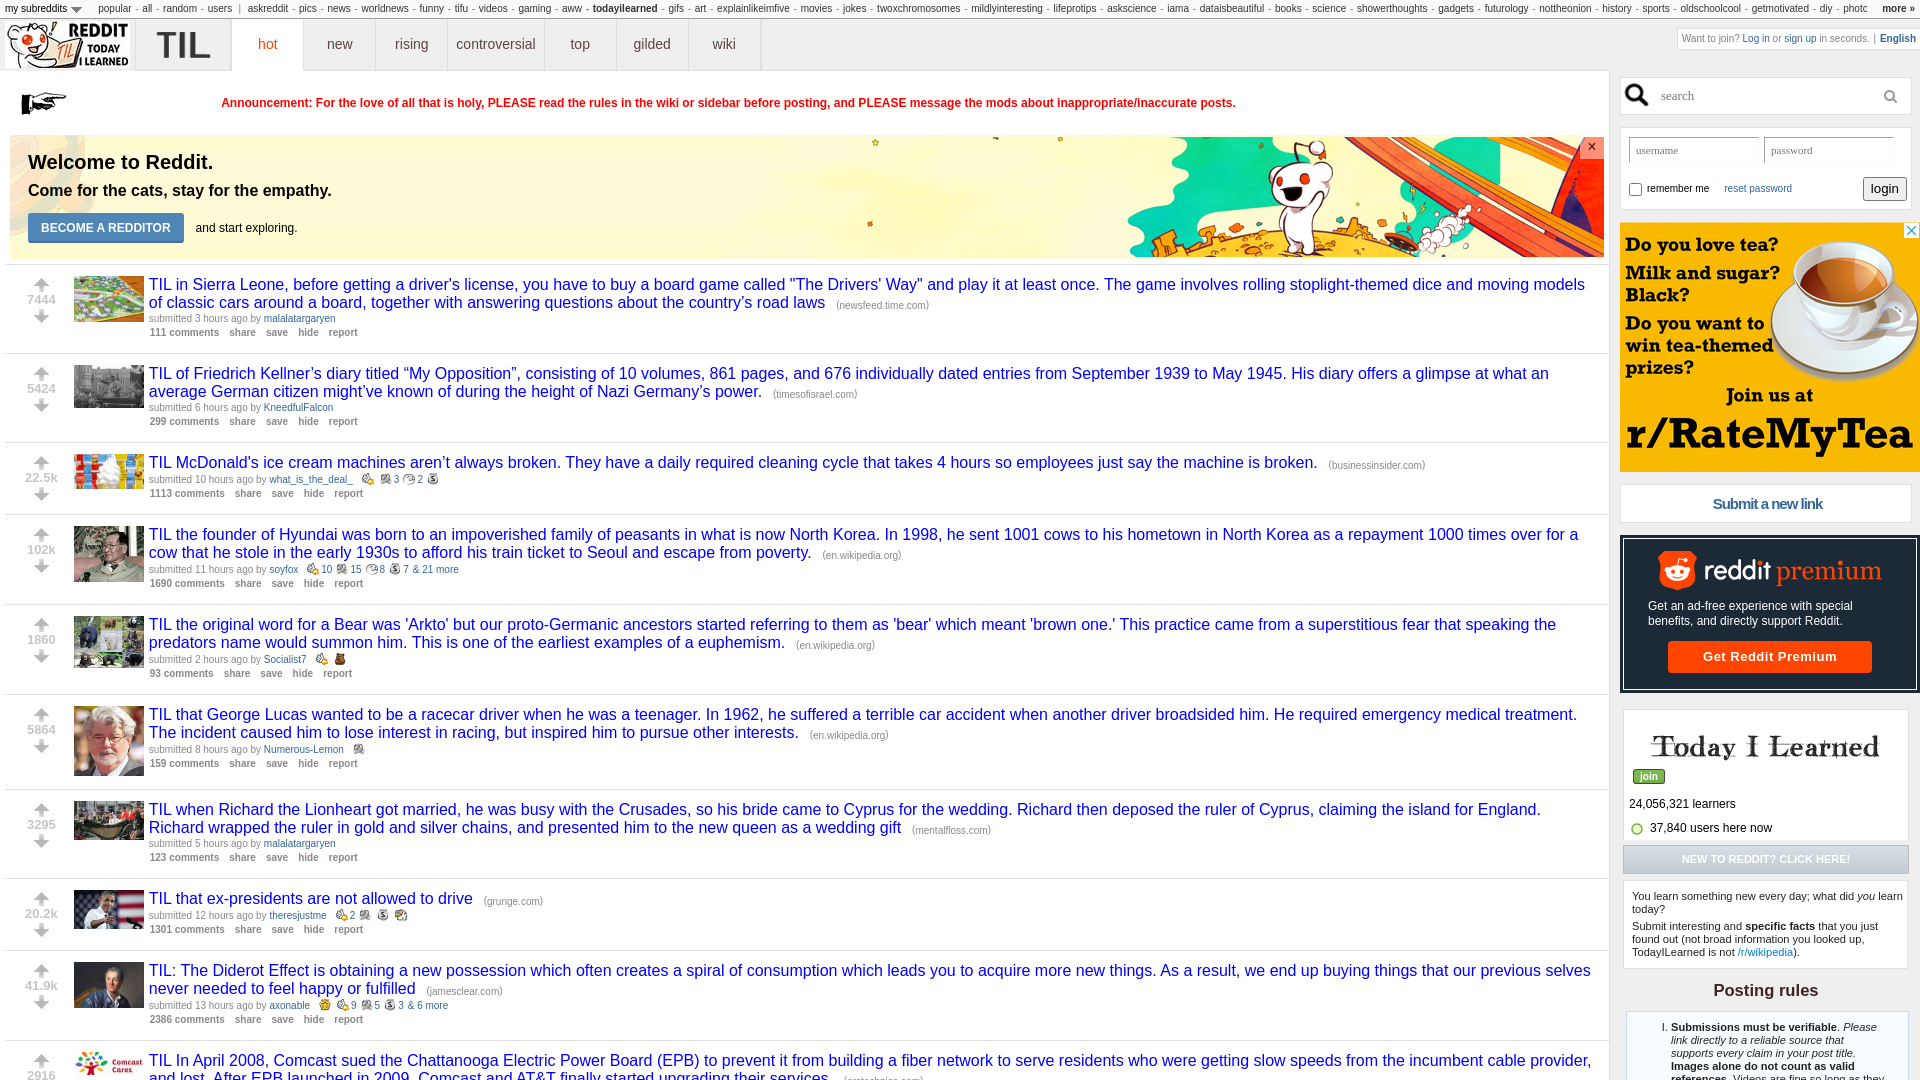 my subreddits
popular - all - random - users | askreddit - pics - news - worldnews - funny - tifu - videos - gaming - aww - todayilearned - gifs - art - explainlikeimfive - movies - jokes - twoxchromosomes - mildlyinteresting - lifeprotips - askscience - iama - dataisbeautiful - books - science - showerthoughts - gadgets - futurology - nottheonion - history - sports - oldschoolcool - getmotivated - diy - photc
more »
REDDIT
TODAY
I LEARNED
TIL
TIL
hot
new
rising
controversial
top
gilded
wiki
Want to join? Log in or sign up in seconds. | English
Announcement: For the love of all that is holy, PLEASE read the rules in the wiki or sidebar before posting, and PLEASE message the mods about inappropriate/inaccurate posts.
Welcome to Reddit.
Come for the cats, stay for the empathy.
BECOME A REDDITOR
and start exploring.
×
7444
TIL in Sierra Leone, before getting a driver's license, you have to buy a board game called "The Drivers' Way" and play it at least once. The game involves rolling stoplight-themed dice and moving models
of classic cars around a board, together with answering questions about the country’s road laws (newsfeed.time.com)
submitted 3 hours ago by malalatargaryen
111 comments share save hide report
5424
TIL of Friedrich Kellner’s diary titled “My Opposition”, consisting of 10 volumes, 861 pages, and 676 individually dated entries from September 1939 to May 1945. His diary offers a glimpse at what an
average German citizen might’ve known of during the height of Nazi Germany’s power. (timesofisrael.com)
submitted 6 hours ago by KneedfulFalcon
299 comments share save hide report
22.5k
TIL McDonald's ice cream machines aren’t always broken. They have a daily required cleaning cycle that takes 4 hours so employees just say the machine is broken. (businessinsider.com)
submitted 10 hours ago by what_is_the_deal_ 3 2
1113 comments share save hide report
102k
TIL the founder of Hyundai was born to an impoverished family of peasants in what is now North Korea. In 1998, he sent 1001 cows to his hometown in North Korea as a repayment 1000 times over for a
cow that he stole in the early 1930s to afford his train ticket to Seoul and escape from poverty. (en.wikipedia.org)
submitted 11 hours ago by soyfox 10 15 8 7 & 21 more
1690 comments share save hide report
1860
TIL the original word for a Bear was 'Arkto' but our proto-Germanic ancestors started referring to them as 'bear' which meant 'brown one.' This practice came from a superstitious fear that speaking the
predators name would summon him. This is one of the earliest examples of a euphemism. (en.wikipedia.org)
submitted 2 hours ago by Socialist7
93 comments share save hide report
5864
TIL that George Lucas wanted to be a racecar driver when he was a teenager. In 1962, he suffered a terrible car accident when another driver broadsided him. He required emergency medical treatment.
The incident caused him to lose interest in racing, but inspired him to pursue other interests. (en.wikipedia.org)
submitted 8 hours ago by Numerous-Lemon
159 comments share save hide report
3295
TIL when Richard the Lionheart got married, he was busy with the Crusades, so his bride came to Cyprus for the wedding. Richard then deposed the ruler of Cyprus, claiming the island for England.
Richard wrapped the ruler in gold and silver chains, and presented him to the new queen as a wedding gift (mentalfloss.com)
submitted 5 hours ago by malalatargaryen
123 comments share save hide report
20.2k
TIL that ex-presidents are not allowed to drive (grunge.com)
submitted 12 hours ago by theresjustme 2
1301 comments share save hide report
41.9k
TIL: The Diderot Effect is obtaining a new possession which often creates a spiral of consumption which leads you to acquire more new things. As a result, we end up buying things that our previous selves
never needed to feel happy or fulfilled (jamesclear.com)
submitted 13 hours ago by axonable 9 5 3 & 6 more
2386 comments share save hide report
2916
Comcast
Cares
TIL In April 2008, Comcast sued the Chattanooga Electric Power Board (EPB) to prevent it from building a fiber network to serve residents who were getting slow speeds from the incumbent cable provider,
and lost. After EPB launched in 2009, Comcast and AT&T finally started upgrading their services. (arstechnica.com)
search
username
password
remember me
reset password
login
Do you love tea?
Milk and sugar?
Black?
Do you want to
win tea-themed
prizes?
Join us at
r/RateMyTea
Submit a new link
reddit premium
Get an ad-free experience with special
benefits, and directly support Reddit.
Get Reddit Premium
Today I Learned
join
24,056,321 learners
37,840 users here now
NEW TO REDDIT? CLICK HERE!
You learn something new every day; what did you learn
today?
Submit interesting and specific facts that you just
found out (not broad information you looked up,
TodayILearned is not /r/wikipedia).
Posting rules
I. Submissions must be verifiable. Please
link directly to a reliable source that
supports every claim in your post title.
Images alone do not count as valid
references. Videos are fine so long as they